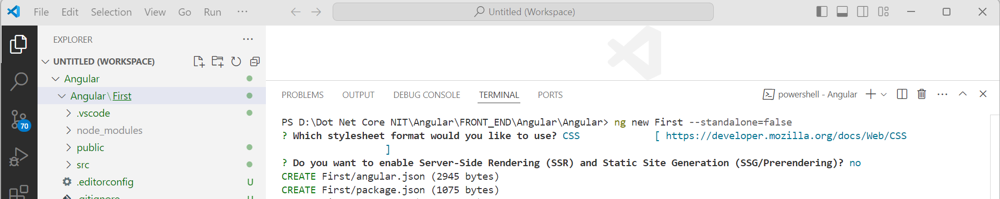 File Edit Selection View Go Run ··· Untitled (Workspace)
EXPLORER ···
UNTITLED (WORKSPACE)
Angular
Angular\First
.vscode
node_modules
public
src
.editorconfig U
.gitignore U
70
PROBLEMS OUTPUT DEBUG CONSOLE TERMINAL PORTS powershell - Angular ···
PS D:\Dot Net Core NIT\Angular\FRONT_END\Angular\Angular> ng new First --standalone=false
? Which stylesheet format would you like to use? CSS [ https://developer.mozilla.org/docs/Web/CSS
]
? Do you want to enable Server-Side Rendering (SSR) and Static Site Generation (SSG/Prerendering)? no
CREATE First/angular.json (2945 bytes)
CREATE First/package.json (1075 bytes)